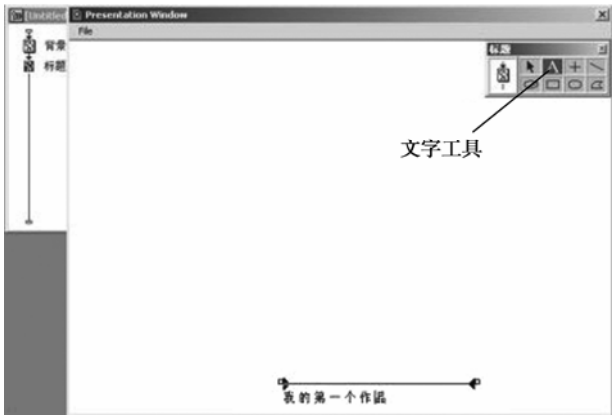 [Untitled
Presentation Window
File
背景
标题
标题
A
文字工具
我的第一个作品